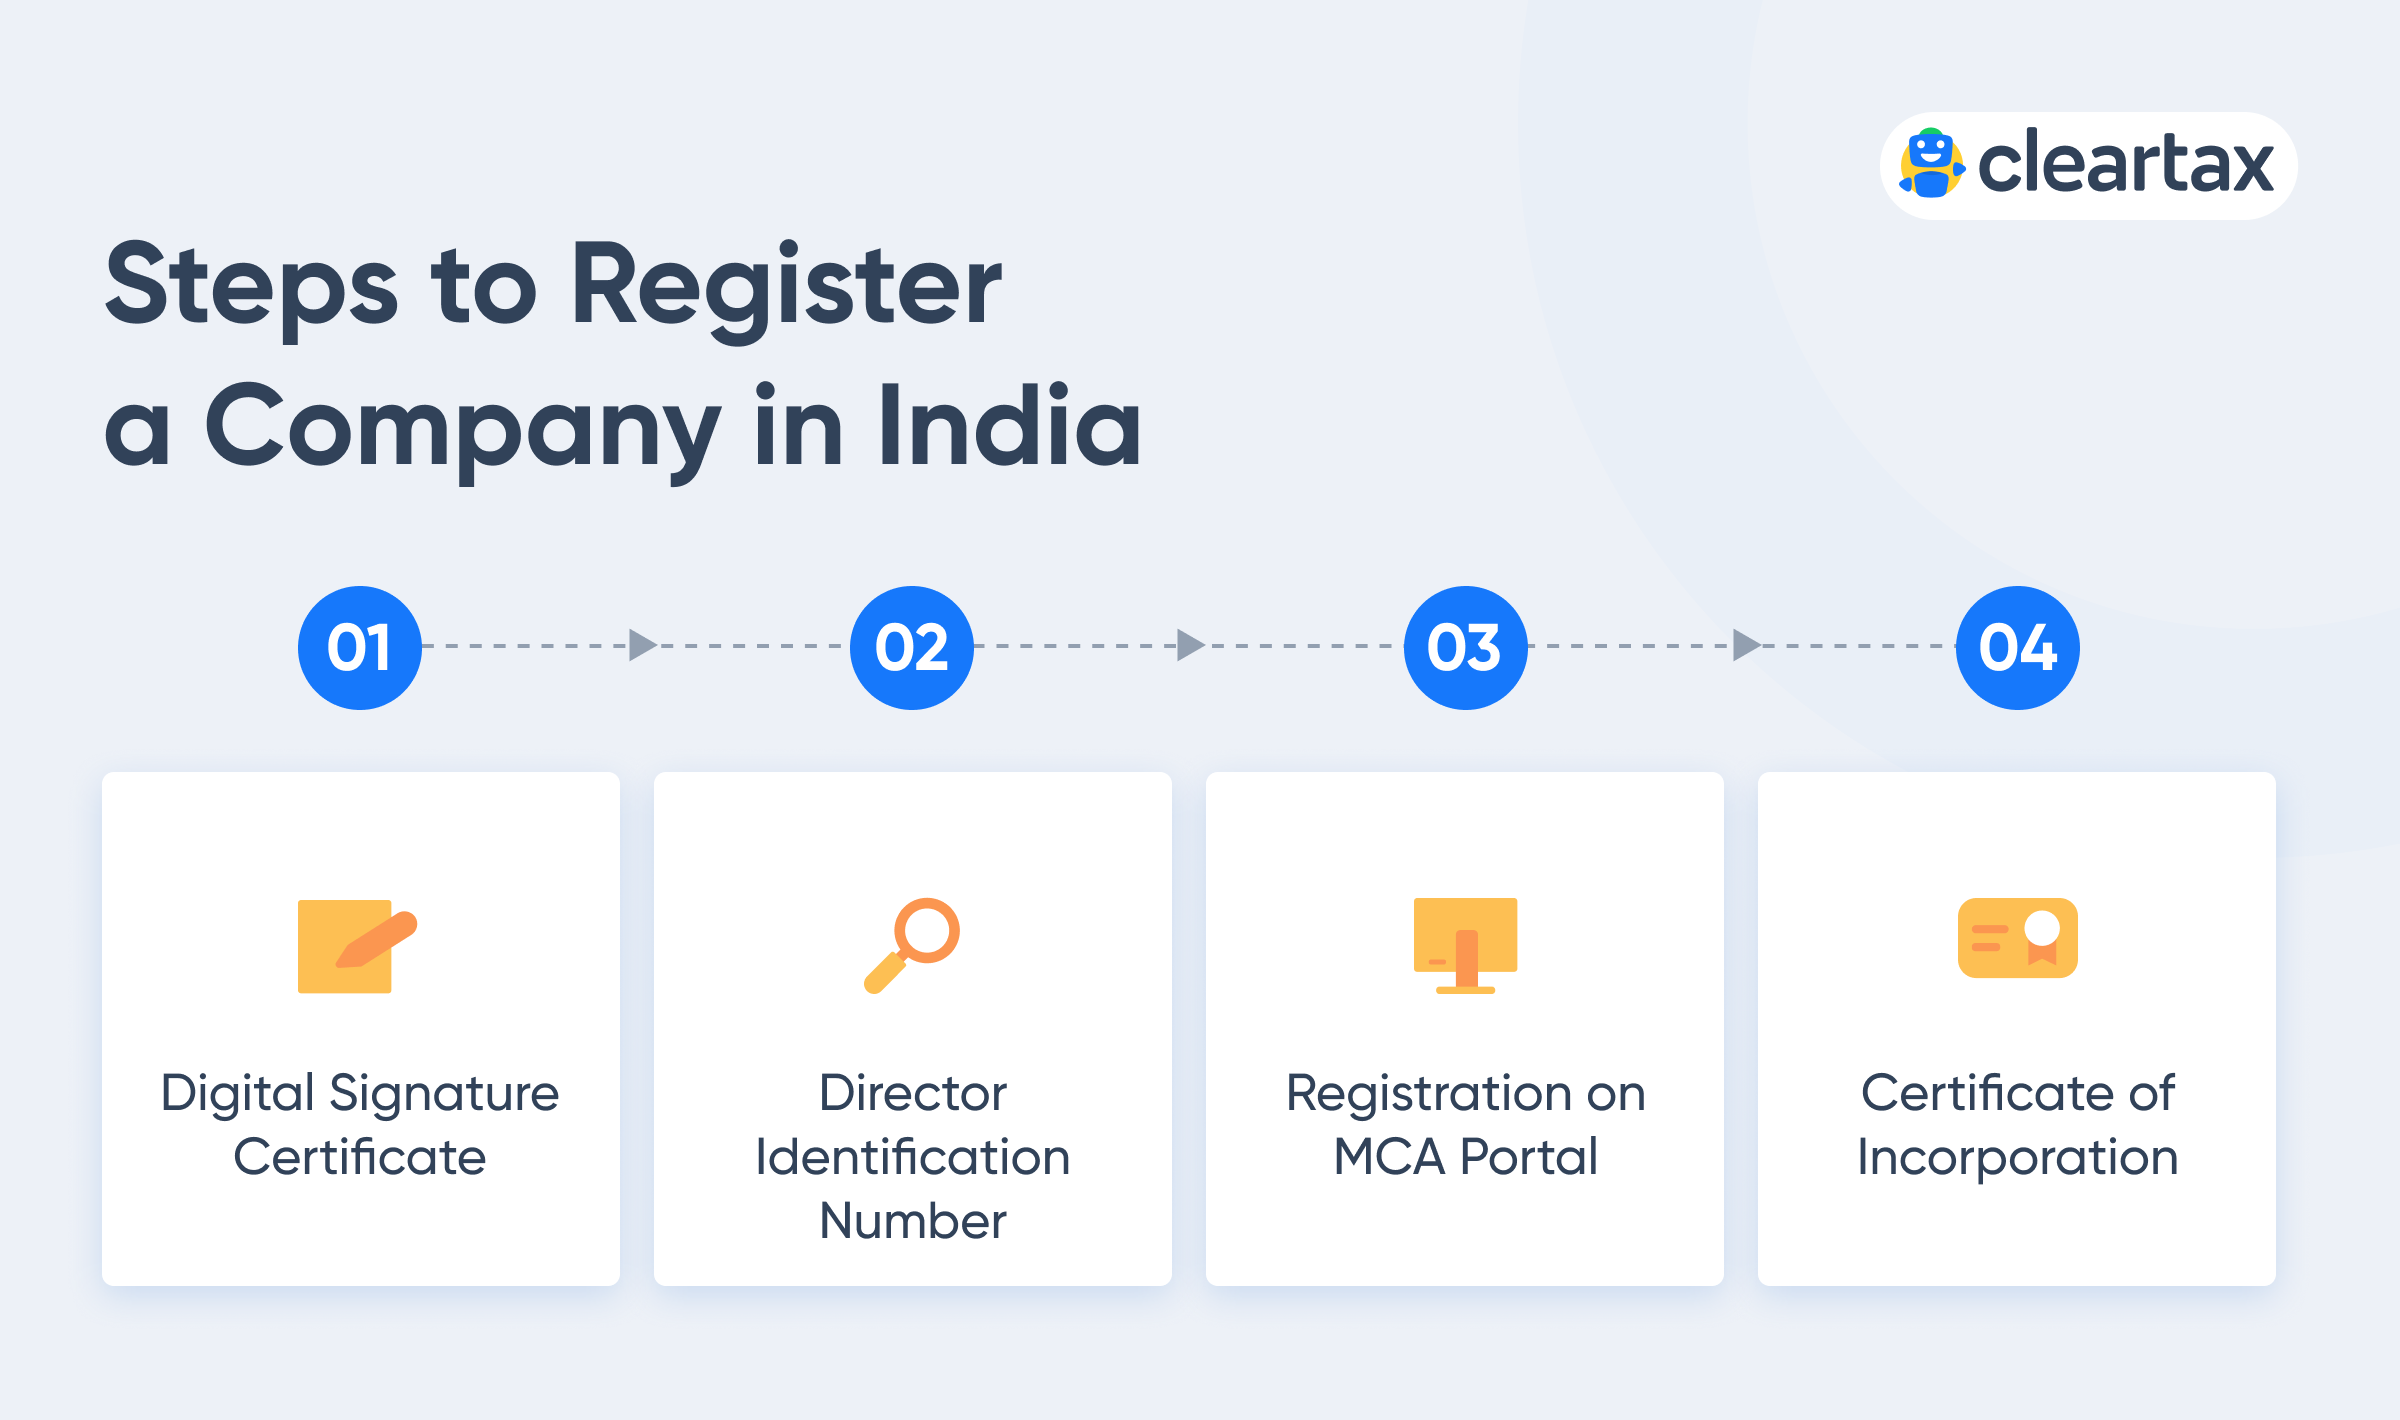 cleartax
Steps to Register
a Company in India
01
02
03
04
Digital Signature
Certificate
Director
Identification
Number
Registration on
MCA Portal
Certificate of
Incorporation